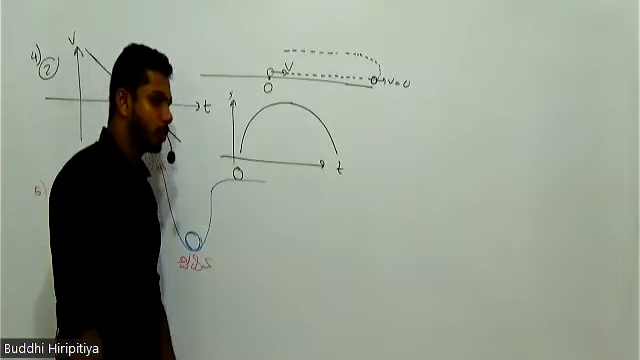 4)
②
V
t
O
V
V=0
s
O
t
5)
Buddhi Hiripitiya